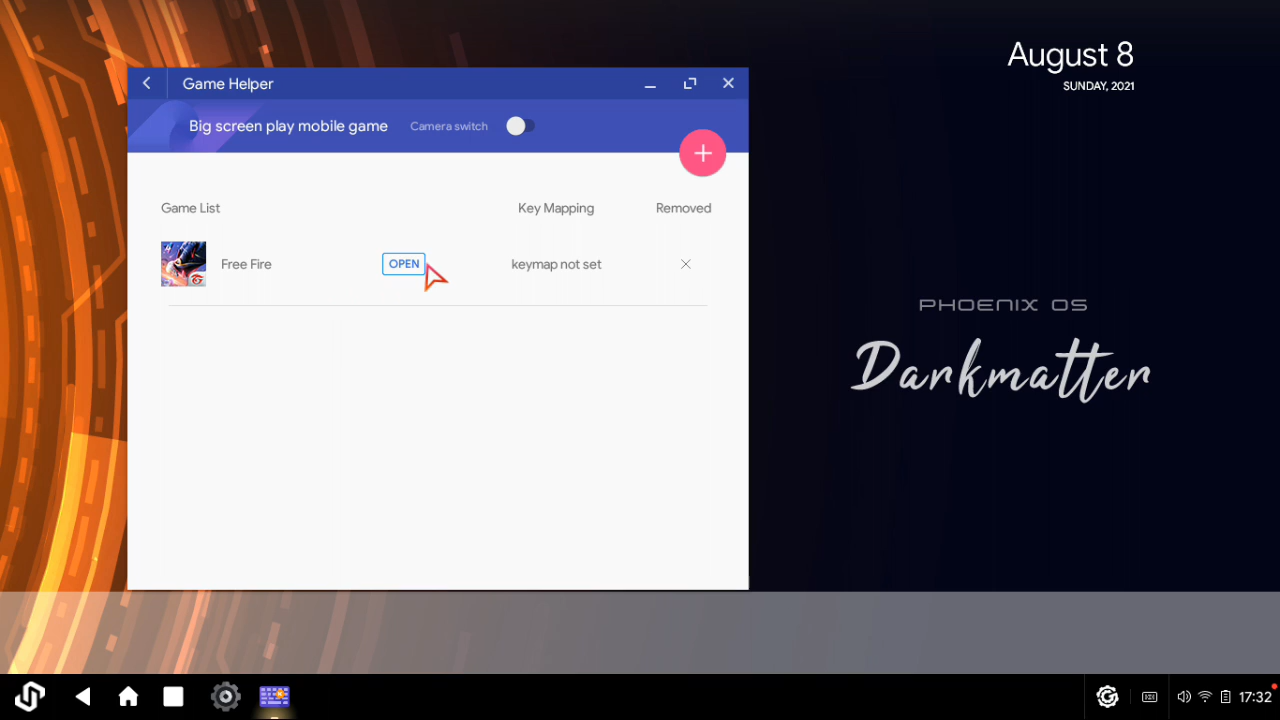 August 8
SUNDAY, 2021
Game Helper
Big screen play mobile game
Camera switch
Game List
Key Mapping
Removed
Free Fire
OPEN
keymap not set
PHOENIX OS
Darkmatter
17:32